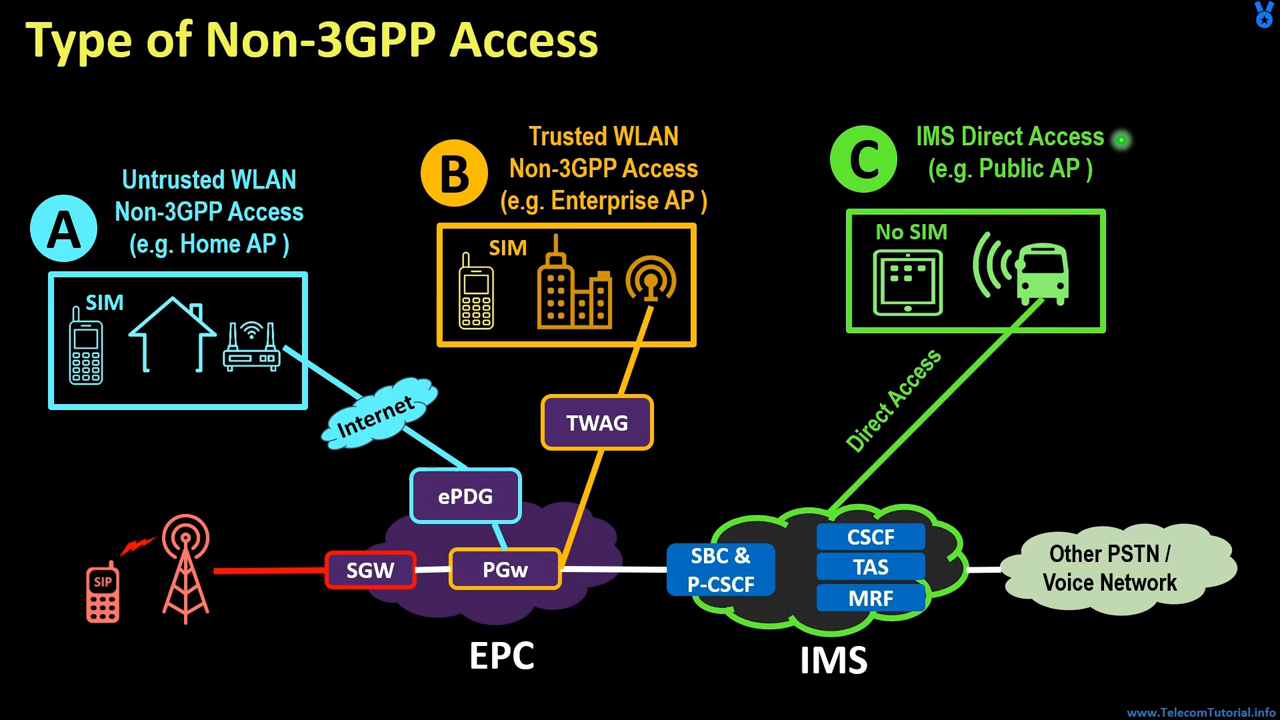 Type of Non-3GPP Access
A
Untrusted WLAN
Non-3GPP Access
(e.g. Home AP )
SIM
B
Trusted WLAN
Non-3GPP Access
(e.g. Enterprise AP )
SIM
C
IMS Direct Access
(e.g. Public AP )
No SIM
Internet
TWAG
Direct Access
ePDG
SIP
SGW
PGw
SBC &
P-CSCF
CSCF
TAS
MRF
Other PSTN /
Voice Network
EPC
IMS
www.TelecomTutorial.info